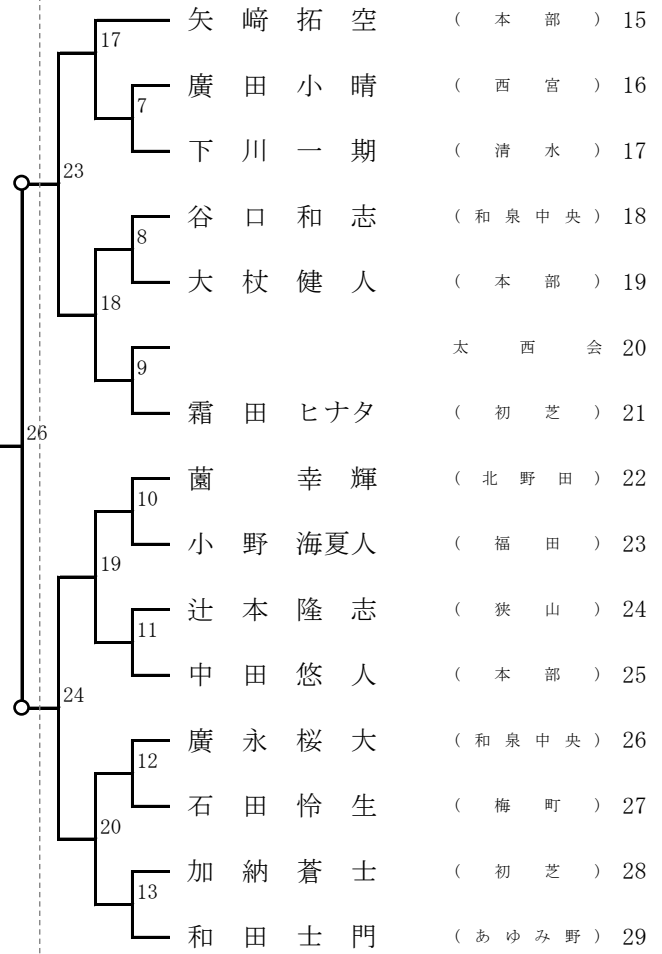 矢﨑拓空 (本部) 15
17
廣田小晴 (西宮) 16
7
下川一期 (清水) 17
23
谷口和志 (和泉中央) 18
8
大杖健人 (本部) 19
18
太西会 20
9
霜田ヒナタ (初芝) 21
26
薗 幸輝 (北野田) 22
10
小野海夏人 (福田) 23
19
辻本隆志 (狭山) 24
11
中田悠人 (本部) 25
24
廣永桜大 (和泉中央) 26
12
石田怜生 (梅町) 27
20
加納蒼士 (初芝) 28
13
和田士門 (あゆみ野) 29